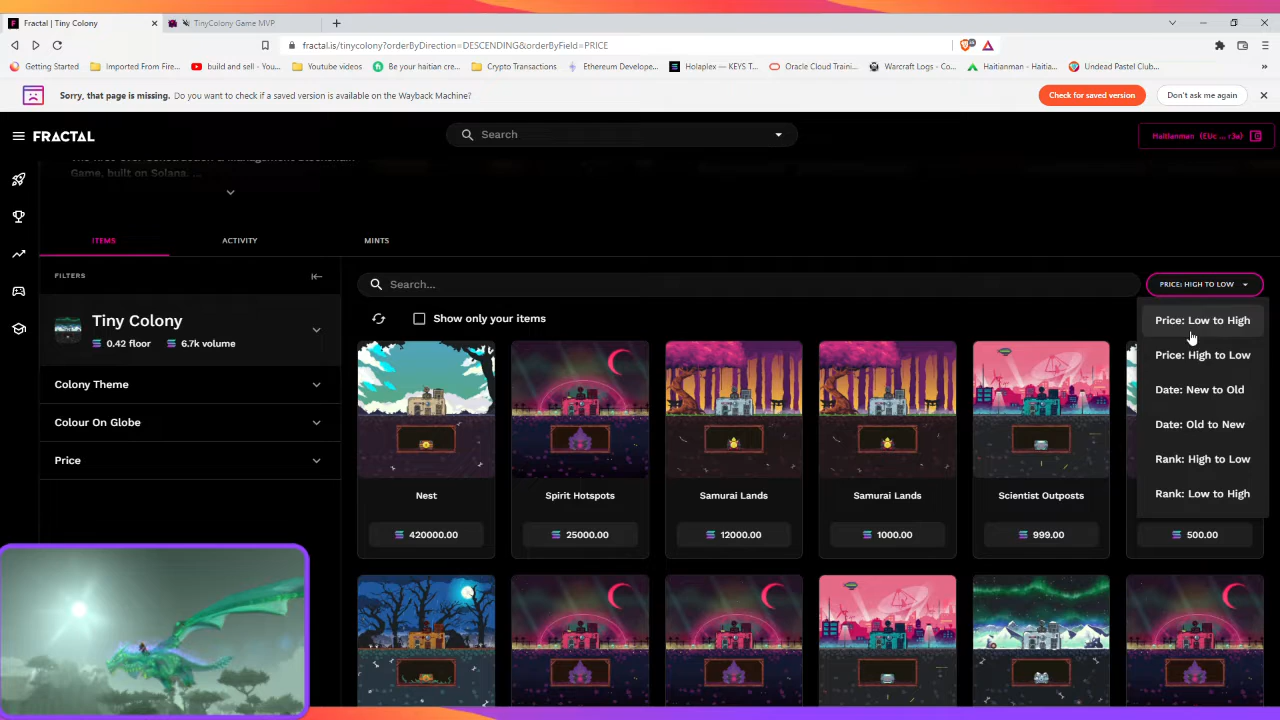 Fractal | Tiny Colony
TinyColony Game MVP
fractal.is/tinycolony?orderByDirection=DESCENDING&orderByField=PRICE
Getting Started
Imported From Fire...
build and sell - You...
Youtube videos
Be your haitian cre...
Crypto Transactions
Ethereum Develope...
Holaplex — KEYS T...
Oracle Cloud Traini...
Warcraft Logs - Co...
Haitianman - Haitia...
Undead Pastel Club...
Sorry, that page is missing. Do you want to check if a saved version is available on the Wayback Machine?
Check for saved version
Don't ask me again
FRACTAL
Search
Haitianman (EUc ... r3a)
Game, built on Solana. ...
ITEMS
ACTIVITY
MINTS
FILTERS
Search...
PRICE: HIGH TO LOW
Tiny Colony
0.42 floor
6.7k volume
Show only your items
Price: Low to High
Price: High to Low
Date: New to Old
Date: Old to New
Rank: High to Low
Rank: Low to High
Colony Theme
Colour On Globe
Price
Nest
Spirit Hotspots
Samurai Lands
Samurai Lands
Scientist Outposts
420000.00
25000.00
12000.00
1000.00
999.00
500.00